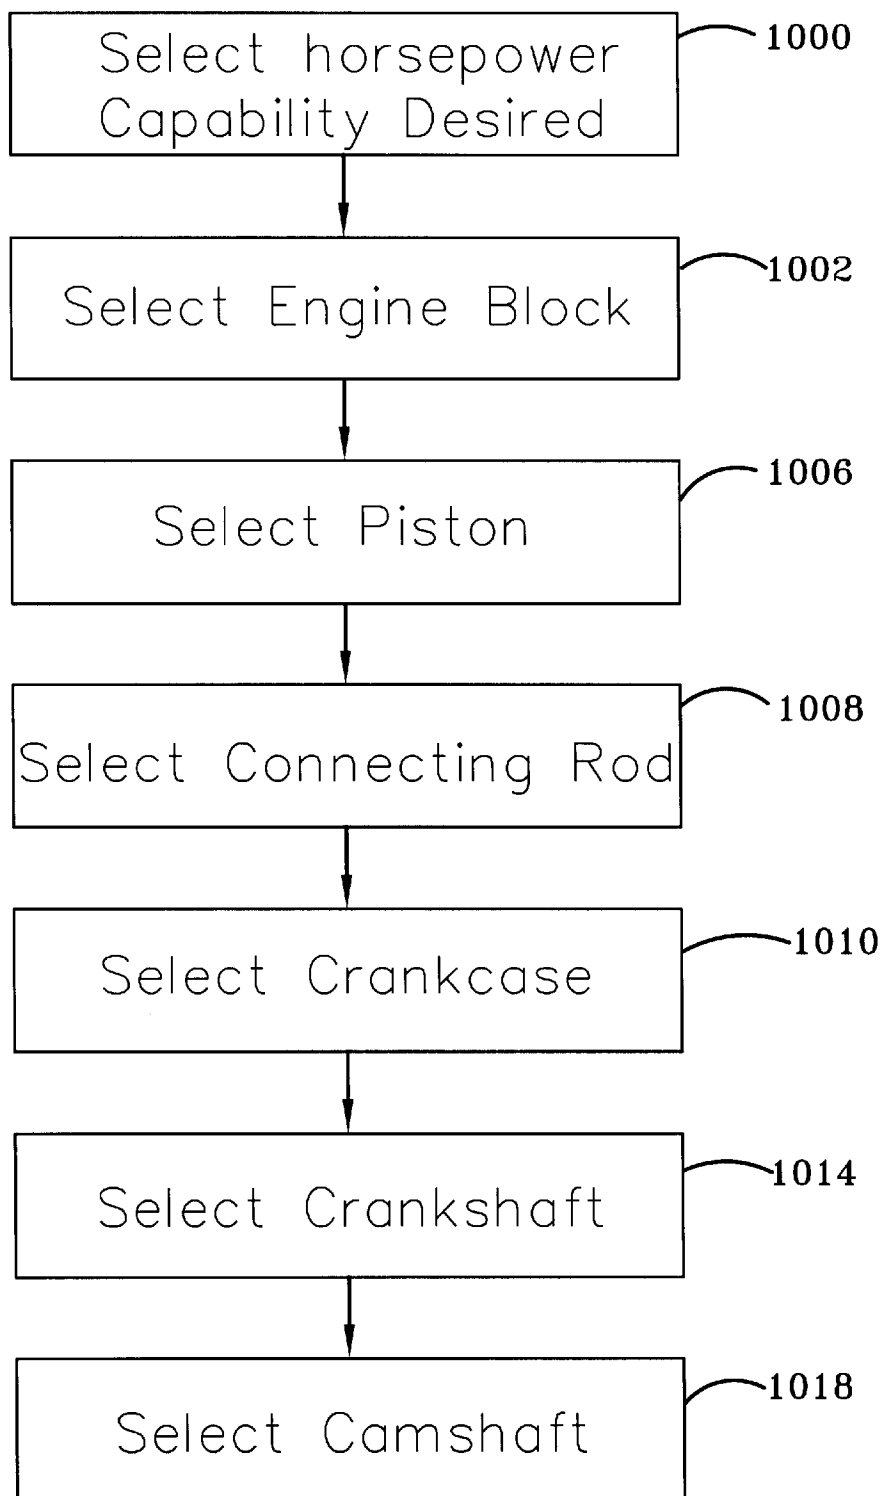 Select horsepower
Capability Desired
1000
Select Engine Block
1002
Select Piston
1006
Select Connecting Rod
1008
Select Crankcase
1010
Select Crankshaft
1014
Select Camshaft
1018